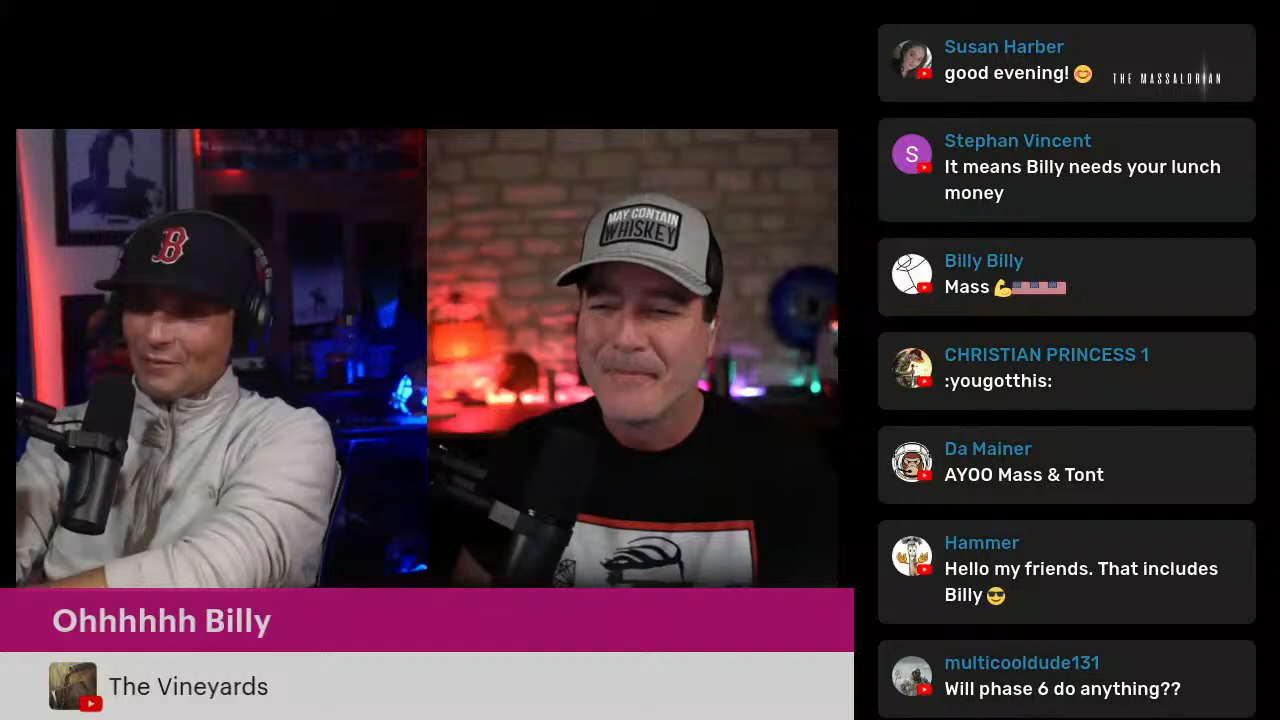 Susan Harber
good evening! 😊
THE MASSALORIAN
Stephan Vincent
It means Billy needs your lunch
money
Billy Billy
Mass 💪
CHRISTIAN PRINCESS 1
:yougotthis:
Da Mainer
AYOO Mass & Tont
Hammer
Hello my friends. That includes
Billy 😎
multicooldude131
Will phase 6 do anything??
B
MAY CONTAIN
WHISKEY
S
Ohhhhhh Billy
The Vineyards